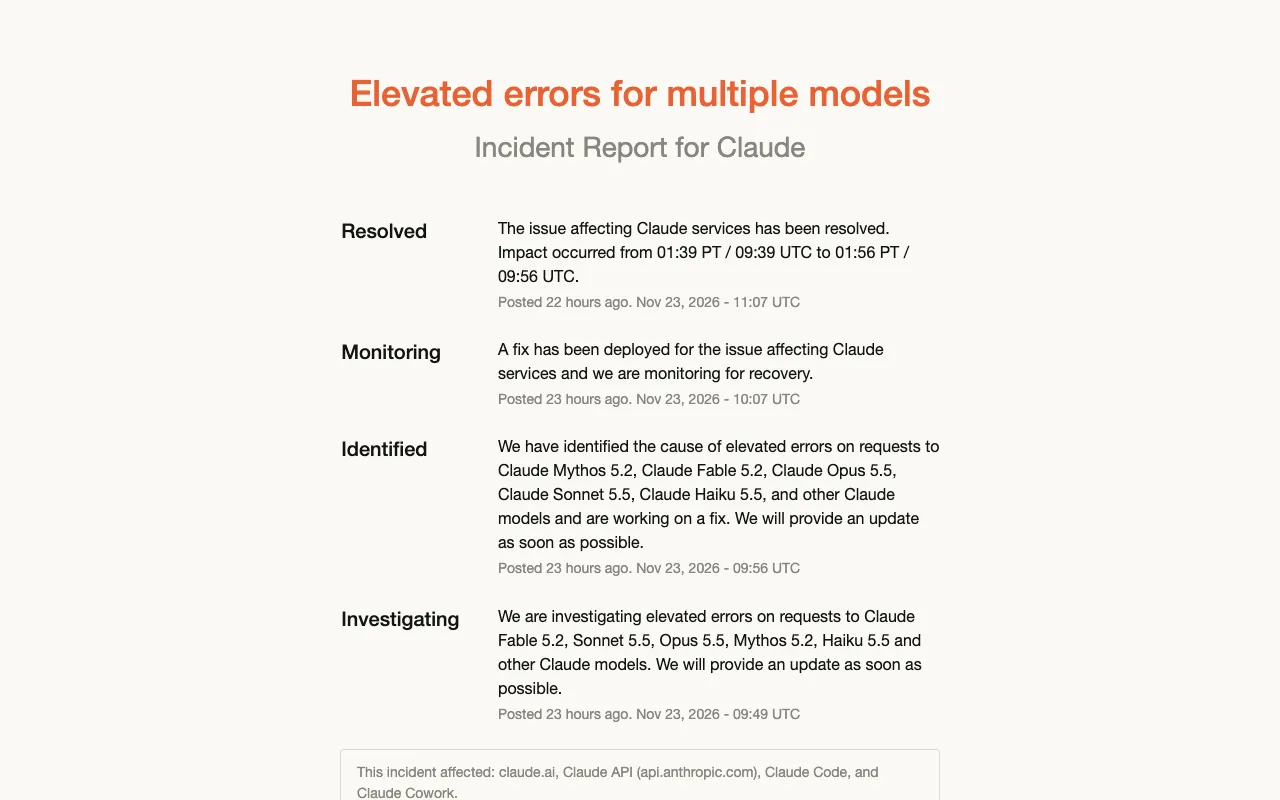 Elevated errors for multiple models
Incident Report for Claude
Resolved
The issue affecting Claude services has been resolved.
Impact occurred from 01:39 PT / 09:39 UTC to 01:56 PT /
09:56 UTC.
Posted 22 hours ago. Nov 23, 2026 - 11:07 UTC
Monitoring
A fix has been deployed for the issue affecting Claude
services and we are monitoring for recovery.
Posted 23 hours ago. Nov 23, 2026 - 10:07 UTC
Identified
We have identified the cause of elevated errors on requests to
Claude Mythos 5.2, Claude Fable 5.2, Claude Opus 5.5,
Claude Sonnet 5.5, Claude Haiku 5.5, and other Claude
models and are working on a fix. We will provide an update
as soon as possible.
Posted 23 hours ago. Nov 23, 2026 - 09:56 UTC
Investigating
We are investigating elevated errors on requests to Claude
Fable 5.2, Sonnet 5.5, Opus 5.5, Mythos 5.2, Haiku 5.5 and
other Claude models. We will provide an update as soon as
possible.
Posted 23 hours ago. Nov 23, 2026 - 09:49 UTC
This incident affected: claude.ai, Claude API (api.anthropic.com), Claude Code, and
Claude Cowork.